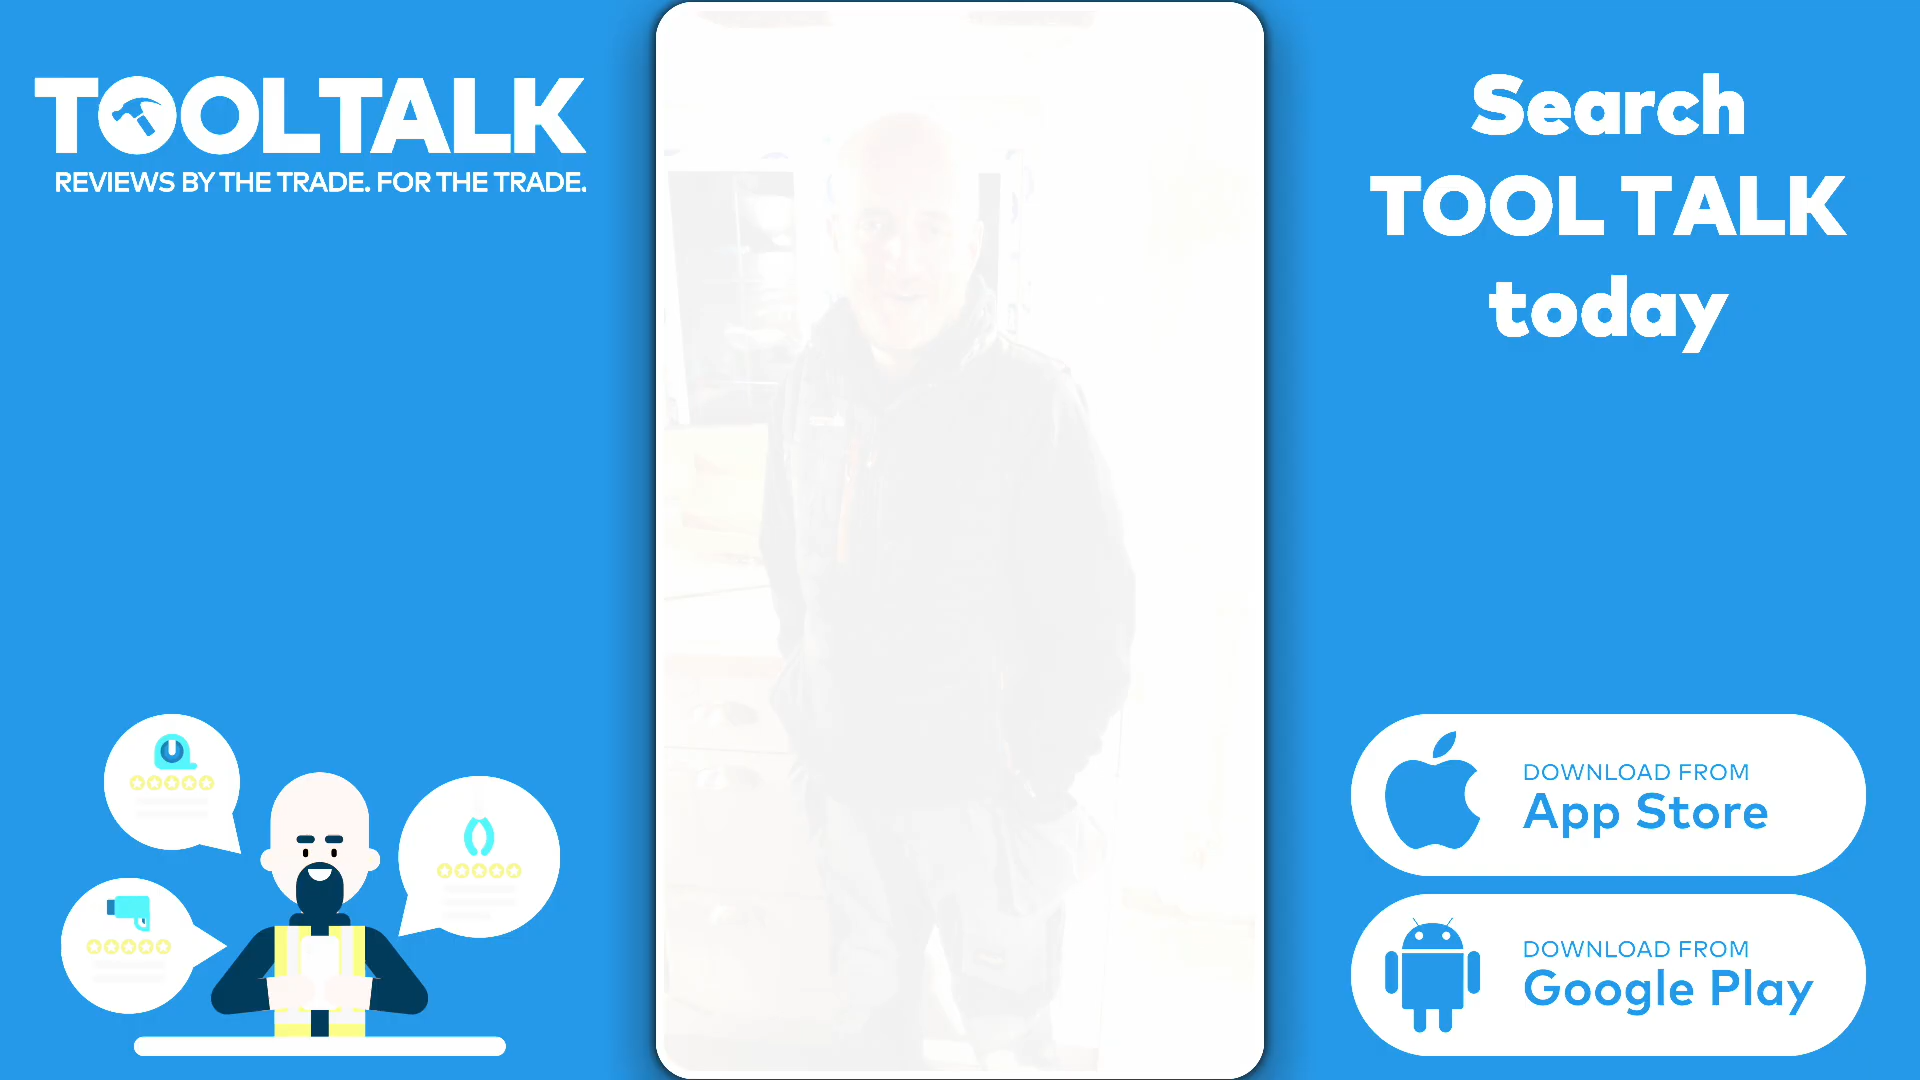 TOOLTALK
REVIEWS BY THE TRADE. FOR THE TRADE.
Search
TOOL TALK
today
DOWNLOAD FROM
App Store
DOWNLOAD FROM
Google Play